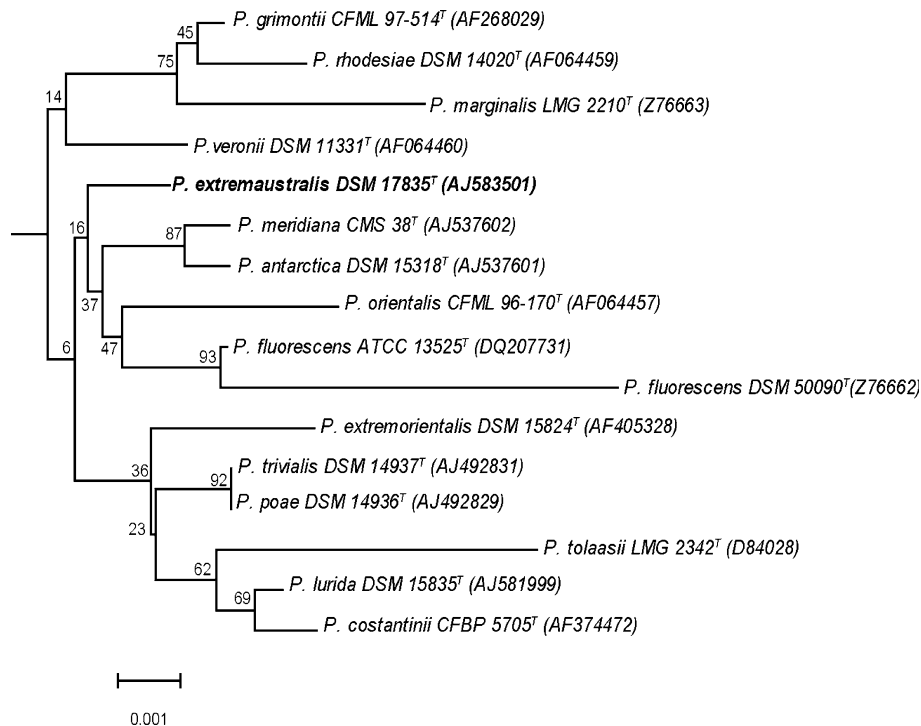 P. grimontii CFML 97-514ᵀ (AF268029)
45
P. rhodesiae DSM 14020ᵀ (AF064459)
75
P. marginalis LMG 2210ᵀ (Z76663)
14
P.veronii DSM 11331ᵀ (AF064460)
P. extremaustralis DSM 17835ᵀ (AJ583501)
P. meridiana CMS 38ᵀ (AJ537602)
16
87
P. antarctica DSM 15318ᵀ (AJ537601)
P. orientalis CFML 96-170ᵀ (AF064457)
37
P. fluorescens ATCC 13525ᵀ (DQ207731)
6
47
93
P. fluorescens DSM 50090ᵀ(Z76662)
P. extremorientalis DSM 15824ᵀ (AF405328)
P. trivialis DSM 14937ᵀ (AJ492831)
36
92
P. poae DSM 14936ᵀ (AJ492829)
23
P. tolaasii LMG 2342ᵀ (D84028)
62
P. lurida DSM 15835ᵀ (AJ581999)
69
P. costantinii CFBP 5705ᵀ (AF374472)
0.001